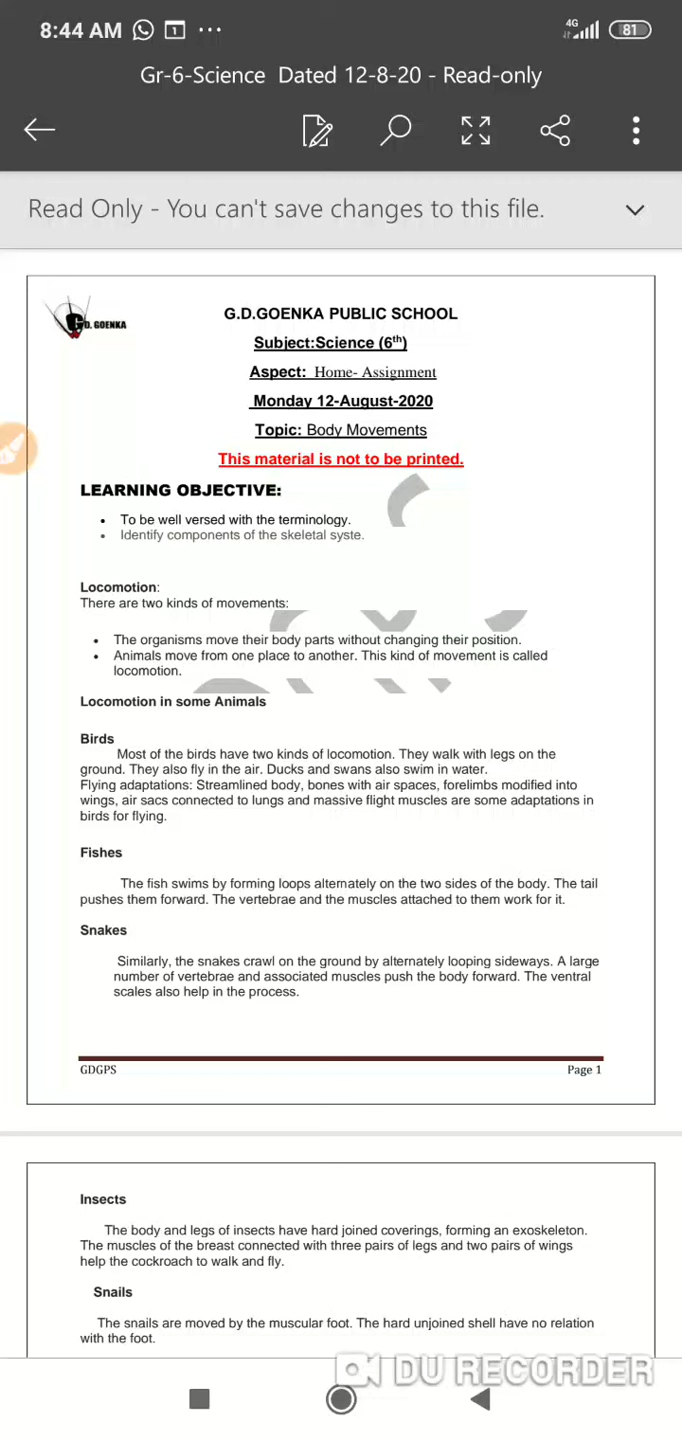 8:44 AM
4G
81
Gr-6-Science Dated 12-8-20 - Read-only
Read Only - You can't save changes to this file.
G.D. GOENKA
G.D.GOENKA PUBLIC SCHOOL
Subject:Science (6th)
Aspect: Home- Assignment
Monday 12-August-2020
Topic: Body Movements
This material is not to be printed.
LEARNING OBJECTIVE:
• To be well versed with the terminology.
• Identify components of the skeletal syste.
Locomotion:
There are two kinds of movements:
• The organisms move their body parts without changing their position.
• Animals move from one place to another. This kind of movement is called
locomotion.
Locomotion in some Animals
Birds
Most of the birds have two kinds of locomotion. They walk with legs on the
ground. They also fly in the air. Ducks and swans also swim in water.
Flying adaptations: Streamlined body, bones with air spaces, forelimbs modified into
wings, air sacs connected to lungs and massive flight muscles are some adaptations in
birds for flying.
Fishes
The fish swims by forming loops alternately on the two sides of the body. The tail
pushes them forward. The vertebrae and the muscles attached to them work for it.
Snakes
Similarly, the snakes crawl on the ground by alternately looping sideways. A large
number of vertebrae and associated muscles push the body forward. The ventral
scales also help in the process.
GDGPS Page 1
Insects
The body and legs of insects have hard joined coverings, forming an exoskeleton.
The muscles of the breast connected with three pairs of legs and two pairs of wings
help the cockroach to walk and fly.
Snails
The snails are moved by the muscular foot. The hard unjoined shell have no relation
with the foot.
DU RECORDER